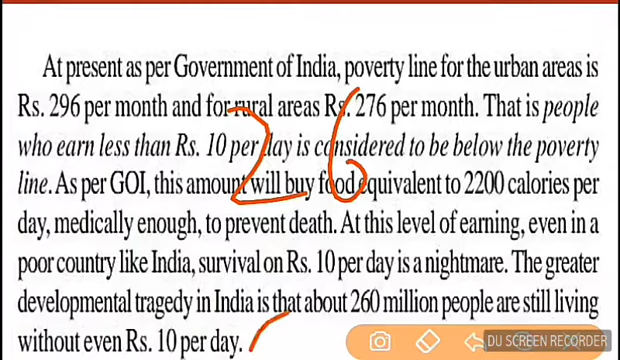 At present as per Government of India, poverty line for the urban areas is
Rs. 296 per month and for rural areas Rs. 276 per month. That is people
who earn less than Rs. 10 per day is considered to be below the poverty
line. As per GOI, this amount will buy food equivalent to 2200 calories per
day, medically enough, to prevent death. At this level of earning, even in a
poor country like India, survival on Rs. 10 per day is a nightmare. The greater
developmental tragedy in India is that about 260 million people are still living
without even Rs. 10 per day.
26
DU SCREEN RECORDER